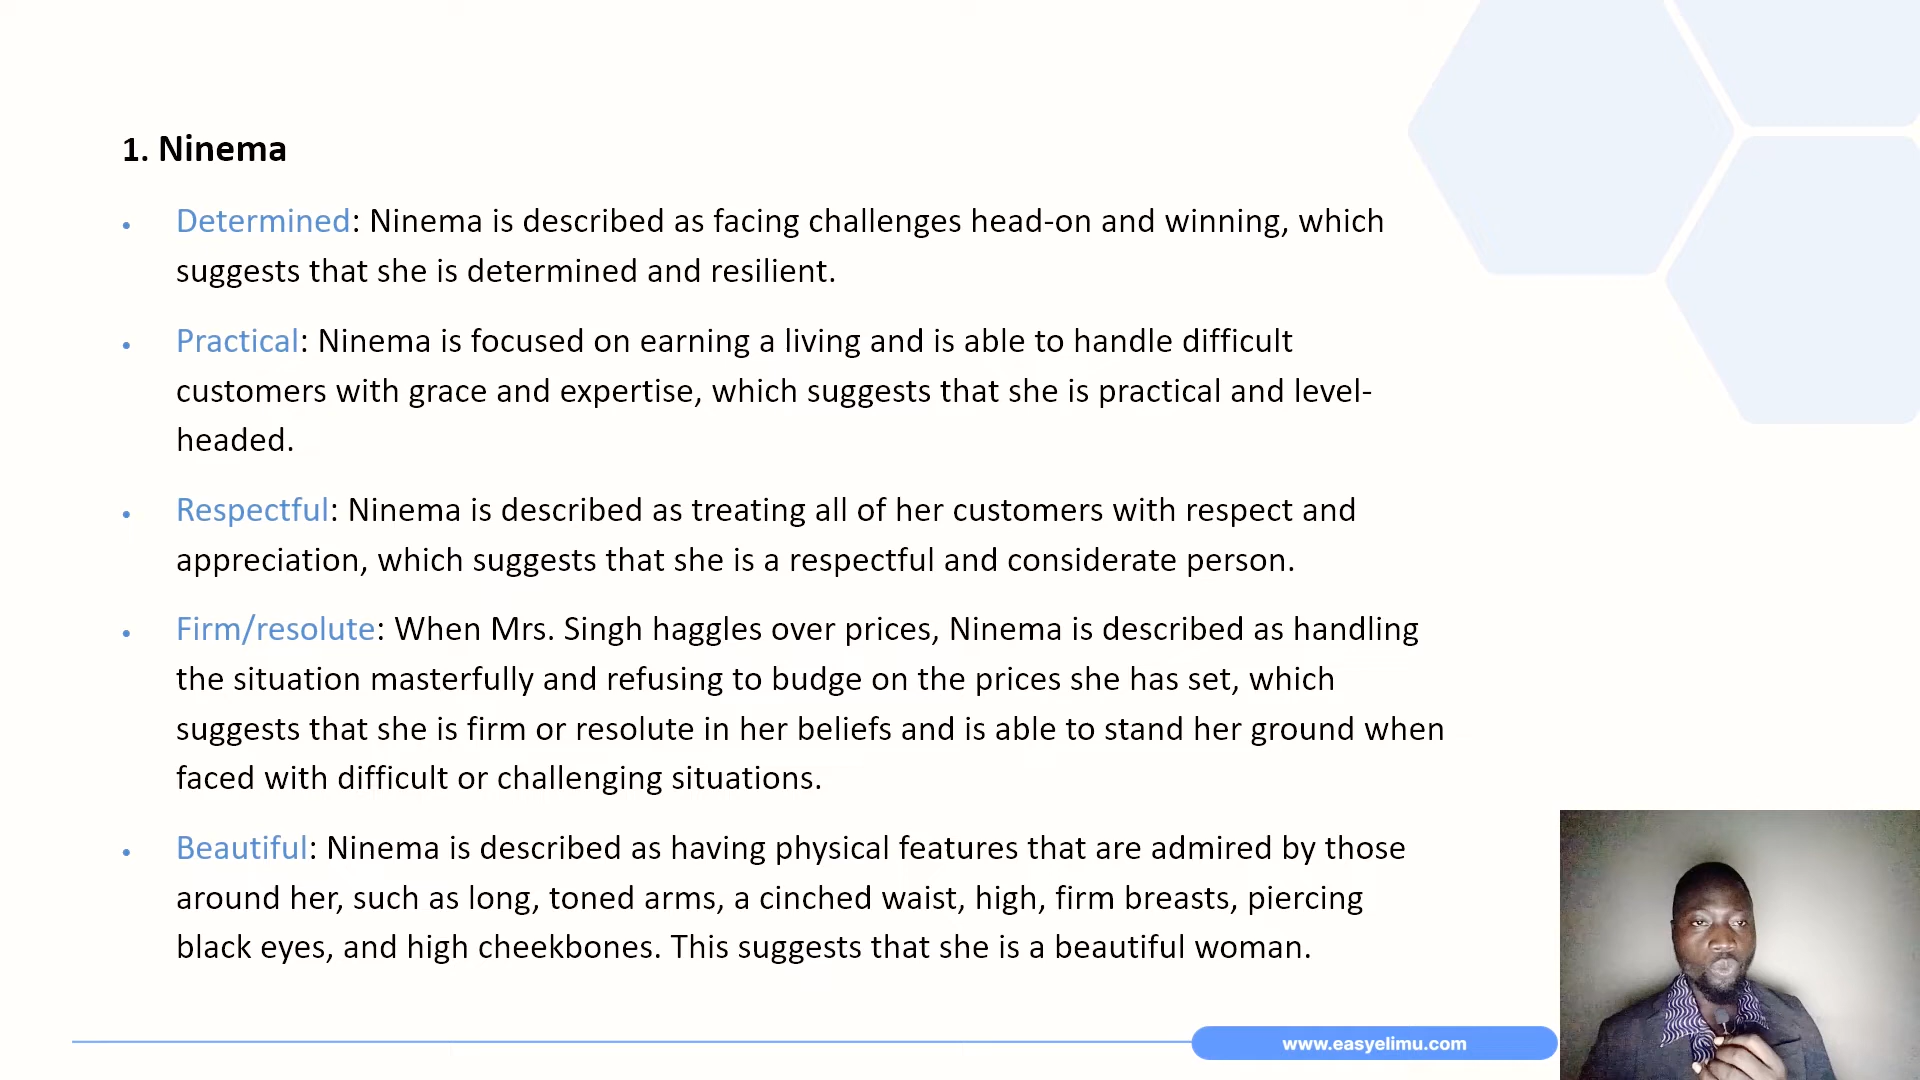 1. Ninema
• Determined: Ninema is described as facing challenges head-on and winning, which
suggests that she is determined and resilient.
• Practical: Ninema is focused on earning a living and is able to handle difficult
customers with grace and expertise, which suggests that she is practical and level-
headed.
• Respectful: Ninema is described as treating all of her customers with respect and
appreciation, which suggests that she is a respectful and considerate person.
• Firm/resolute: When Mrs. Singh haggles over prices, Ninema is described as handling
the situation masterfully and refusing to budge on the prices she has set, which
suggests that she is firm or resolute in her beliefs and is able to stand her ground when
faced with difficult or challenging situations.
• Beautiful: Ninema is described as having physical features that are admired by those
around her, such as long, toned arms, a cinched waist, high, firm breasts, piercing
black eyes, and high cheekbones. This suggests that she is a beautiful woman.
www.easyelimu.com